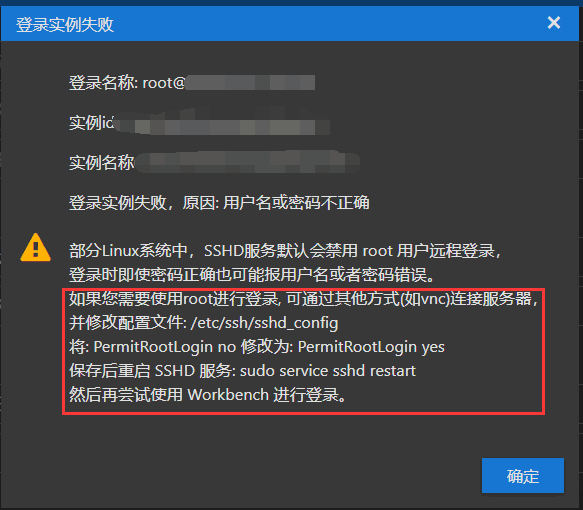 登录实例失败
登录名称: root@
实例id
实例名称
登录实例失败，原因: 用户名或密码不正确
部分Linux系统中，SSHD服务默认会禁用 root 用户远程登录，
登录时即使密码正确也可能报用户名或者密码错误。
如果您需要使用root进行登录, 可通过其他方式(如vnc)连接服务器，
并修改配置文件: /etc/ssh/sshd_config
将: PermitRootLogin no 修改为: PermitRootLogin yes
保存后重启 SSHD 服务: sudo service sshd restart
然后再尝试使用 Workbench 进行登录。
确定